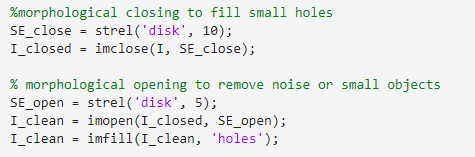 %morphological closing to fill small holes
SE_close = strel('disk', 10);
I_closed = imclose(I, SE_close);
% morphological opening to remove noise or small objects
SE_open = strel('disk', 5);
I_clean = imopen(I_closed, SE_open);
I_clean = imfill(I_clean, 'holes');